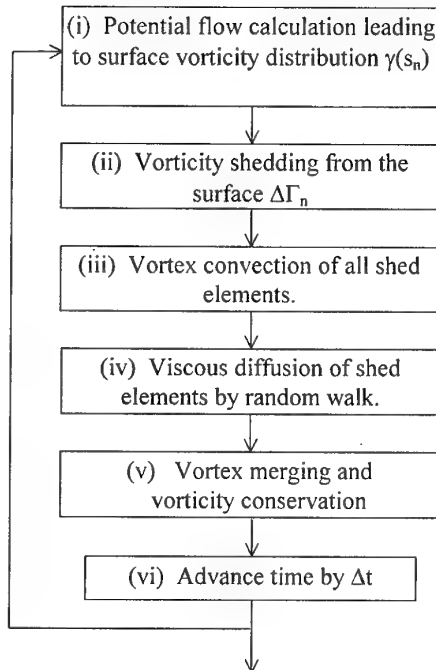 (i) Potential flow calculation leading
to surface vorticity distribution γ(sₙ)
(ii) Vorticity shedding from the
surface ΔΓₙ
(iii) Vortex convection of all shed
elements.
(iv) Viscous diffusion of shed
elements by random walk.
(v) Vortex merging and
vorticity conservation
(vi) Advance time by Δt